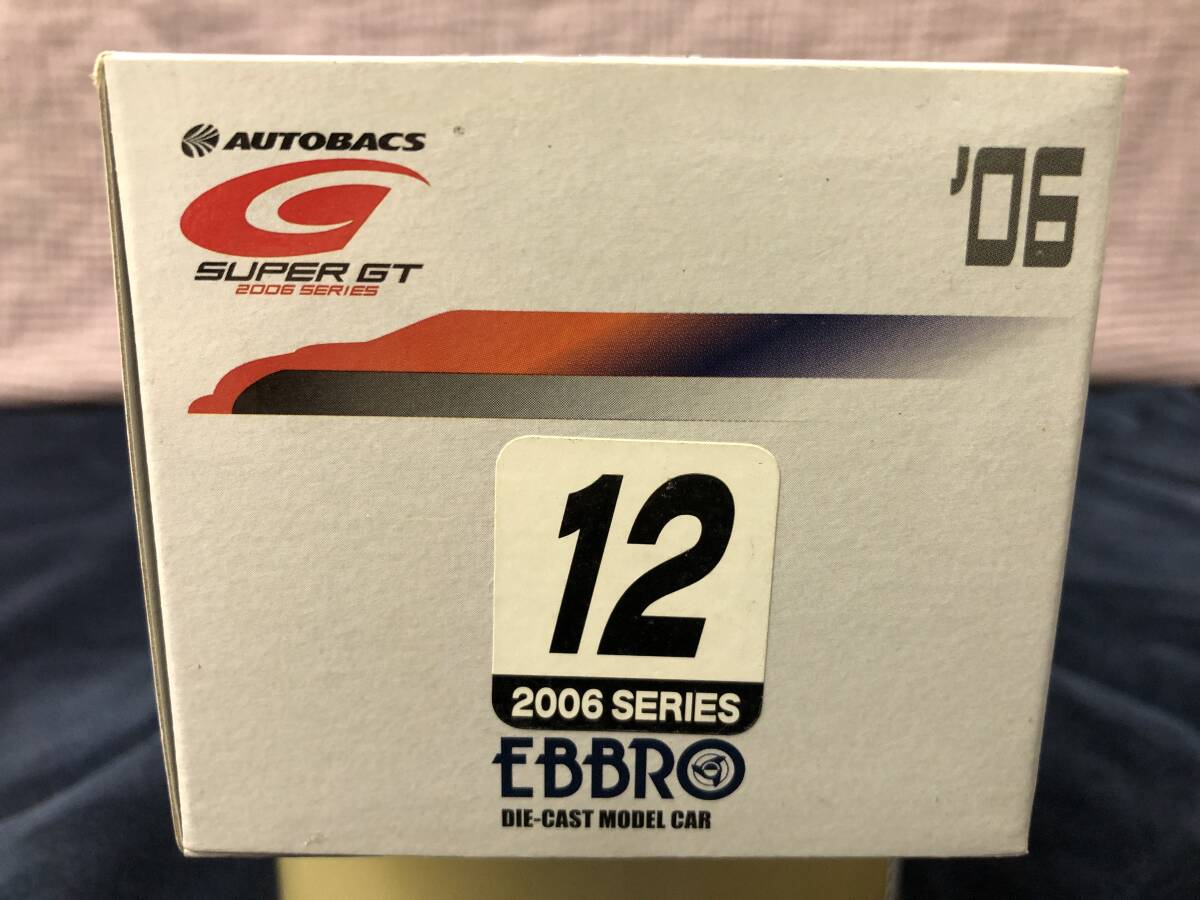 AUTOBACS
'06
SUPER GT
2006 SERIES
12
2006 SERIES
EBBRO
DIE-CAST MODEL CAR